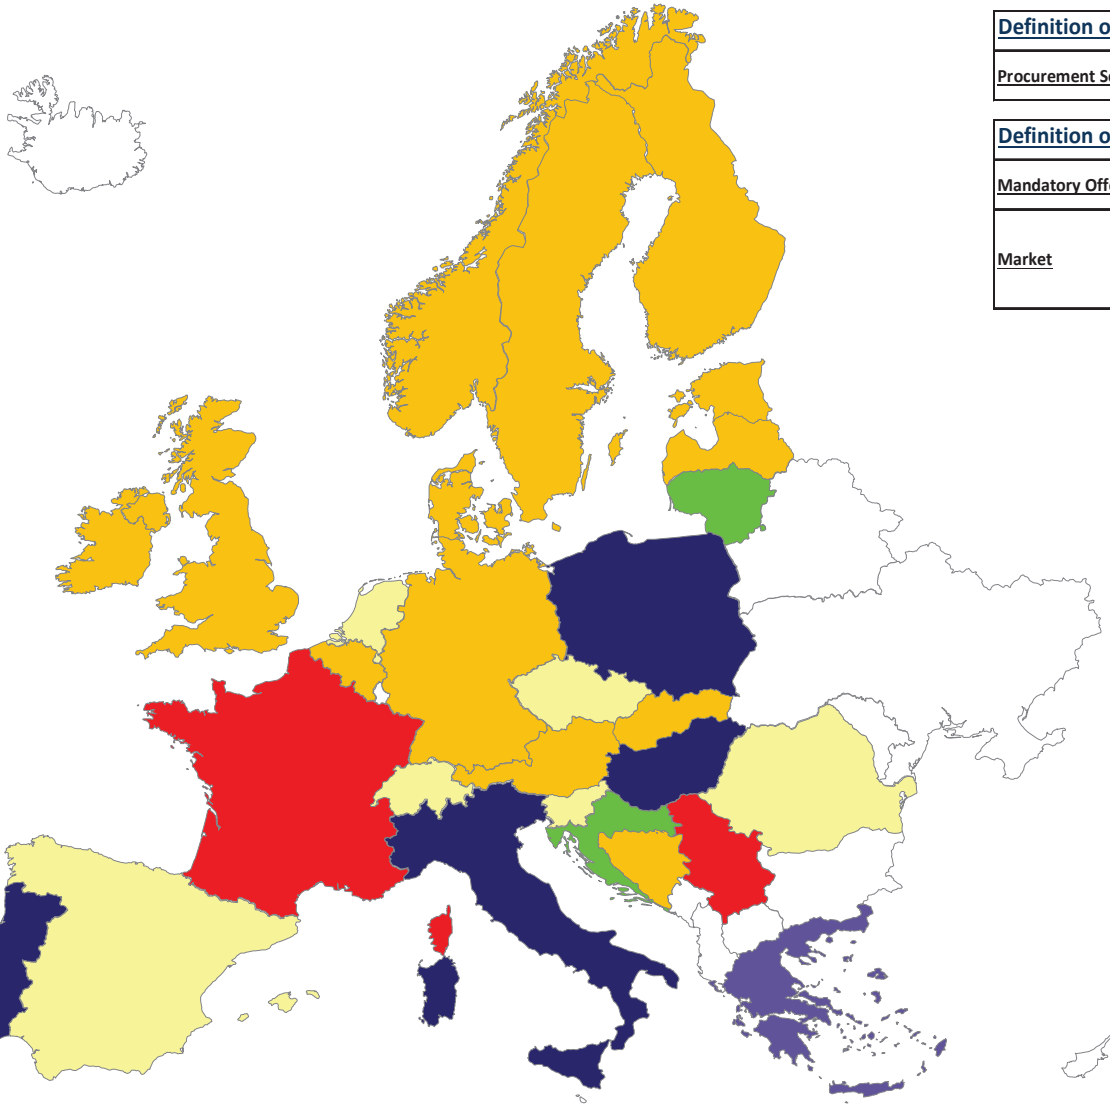 Definition o
Procurement S
Definition o
Mandatory Off
Market